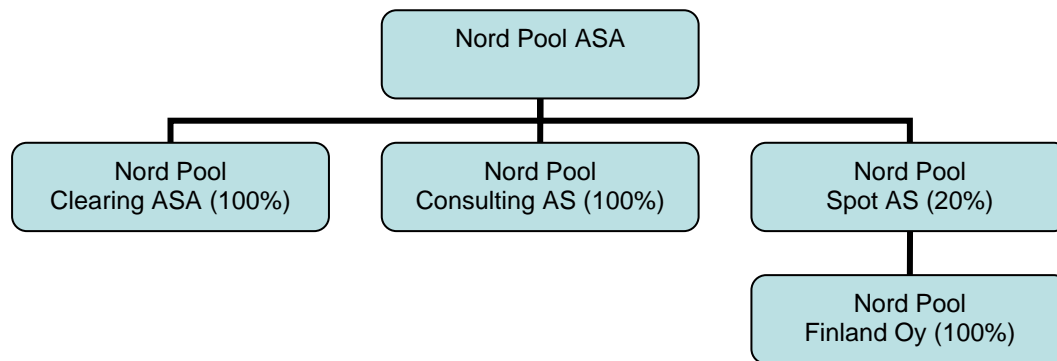 Nord Pool ASA
Nord Pool
Clearing ASA (100%)
Nord Pool
Consulting AS (100%)
Nord Pool
Spot AS (20%)
Nord Pool
Finland Oy (100%)